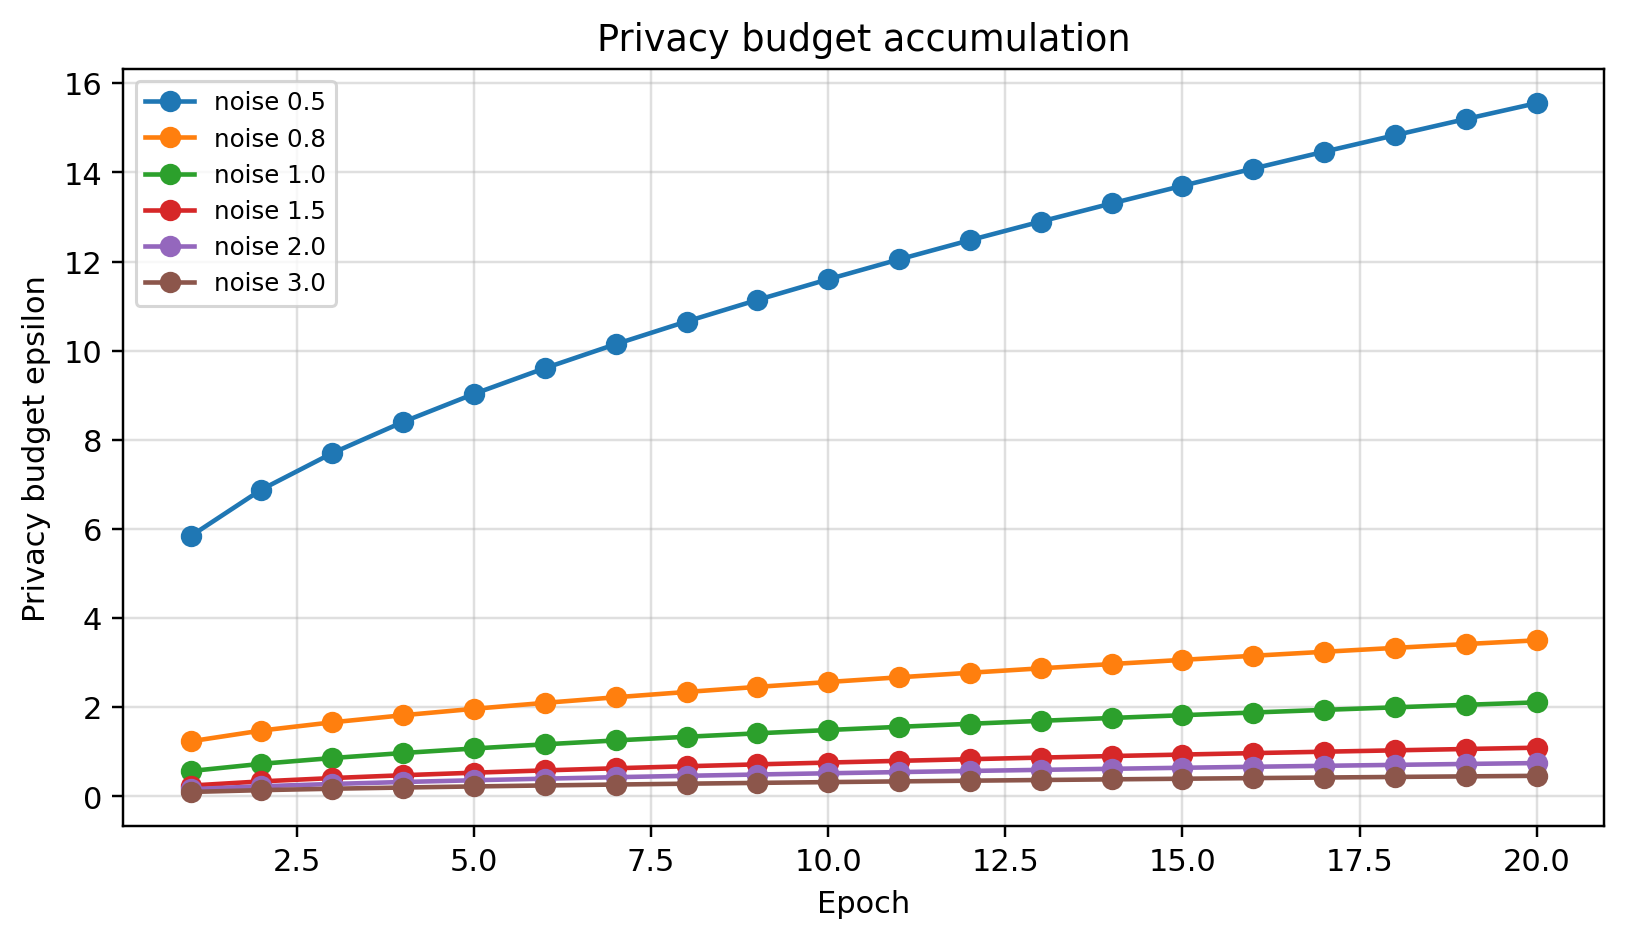 Privacy budget accumulation
noise 0.5
noise 0.8
noise 1.0
noise 1.5
noise 2.0
noise 3.0
Privacy budget epsilon
16
14
12
10
8
6
4
2
0
2.5 5.0 7.5 10.0 12.5 15.0 17.5 20.0
Epoch